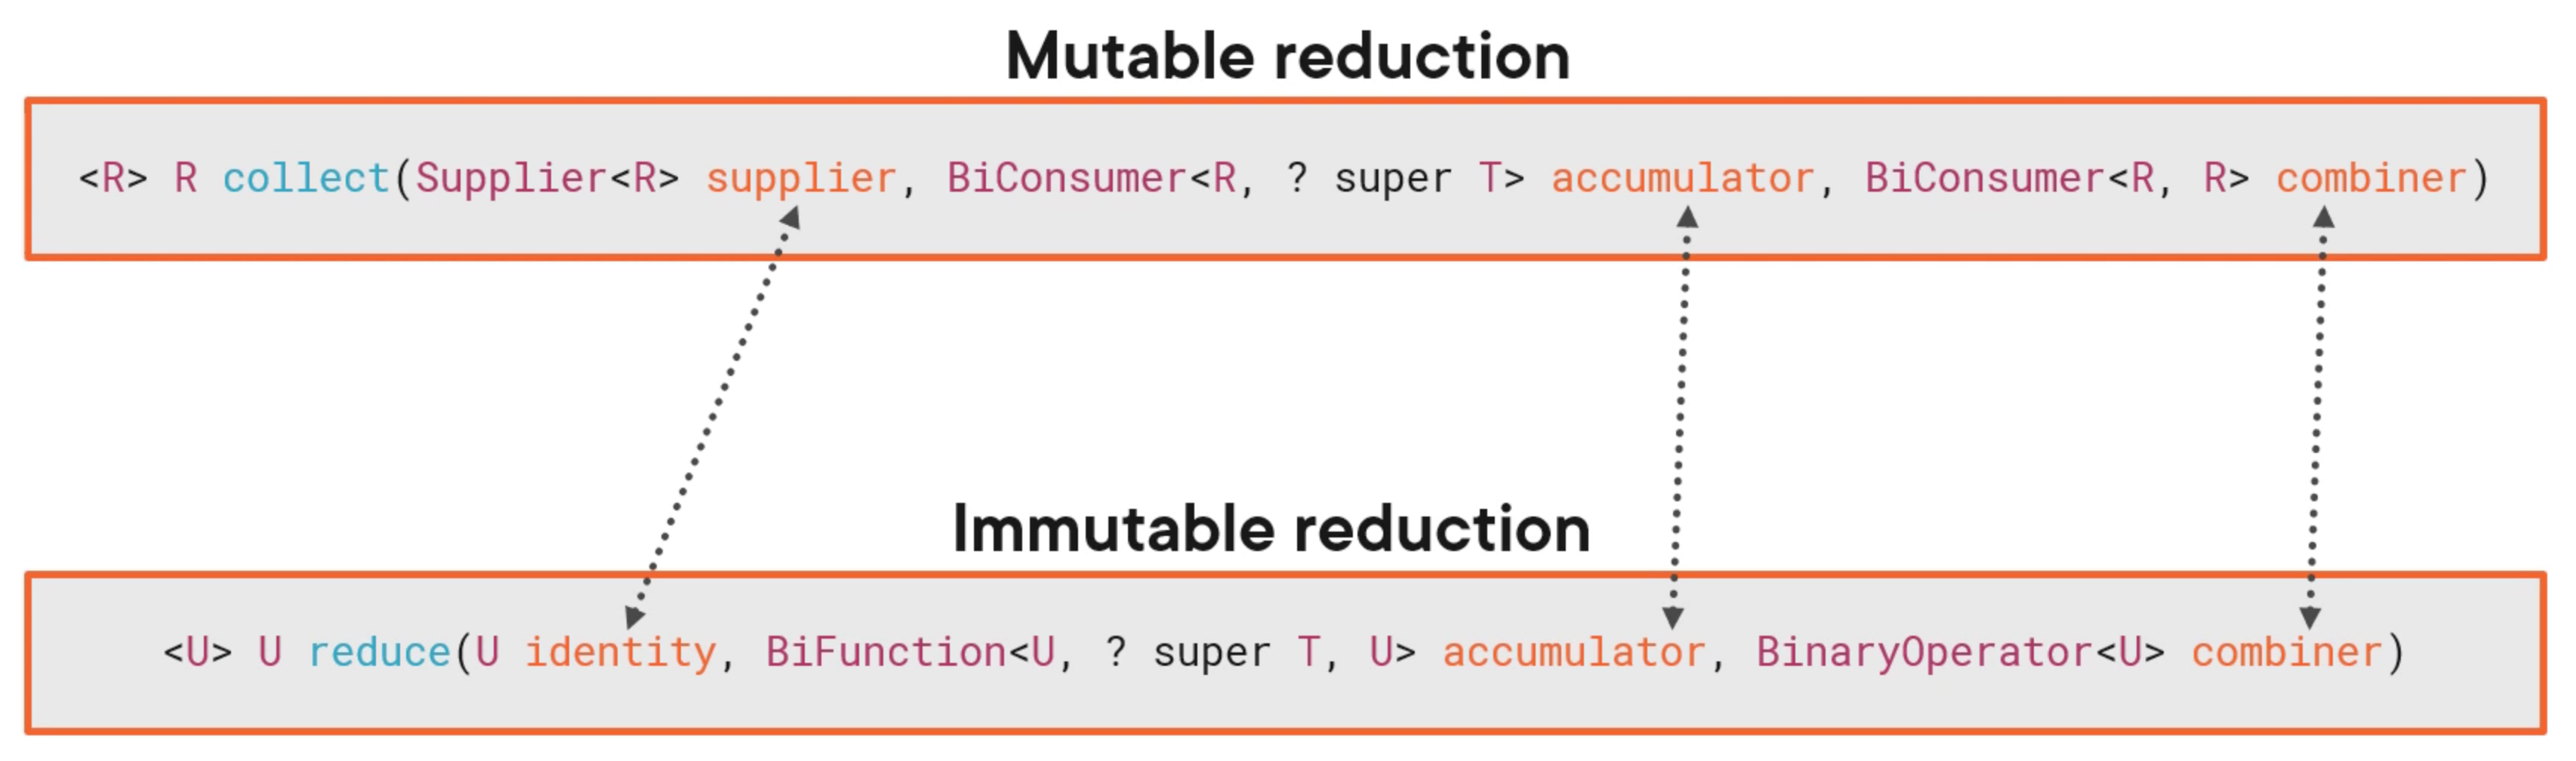 Mutable reduction
<R> R collect(Supplier<R> supplier, BiConsumer<R, ? super T> accumulator, BiConsumer<R, R> combiner)
Immutable reduction
<U> U reduce(U identity, BiFunction<U, ? super T, U> accumulator, BinaryOperator<U> combiner)